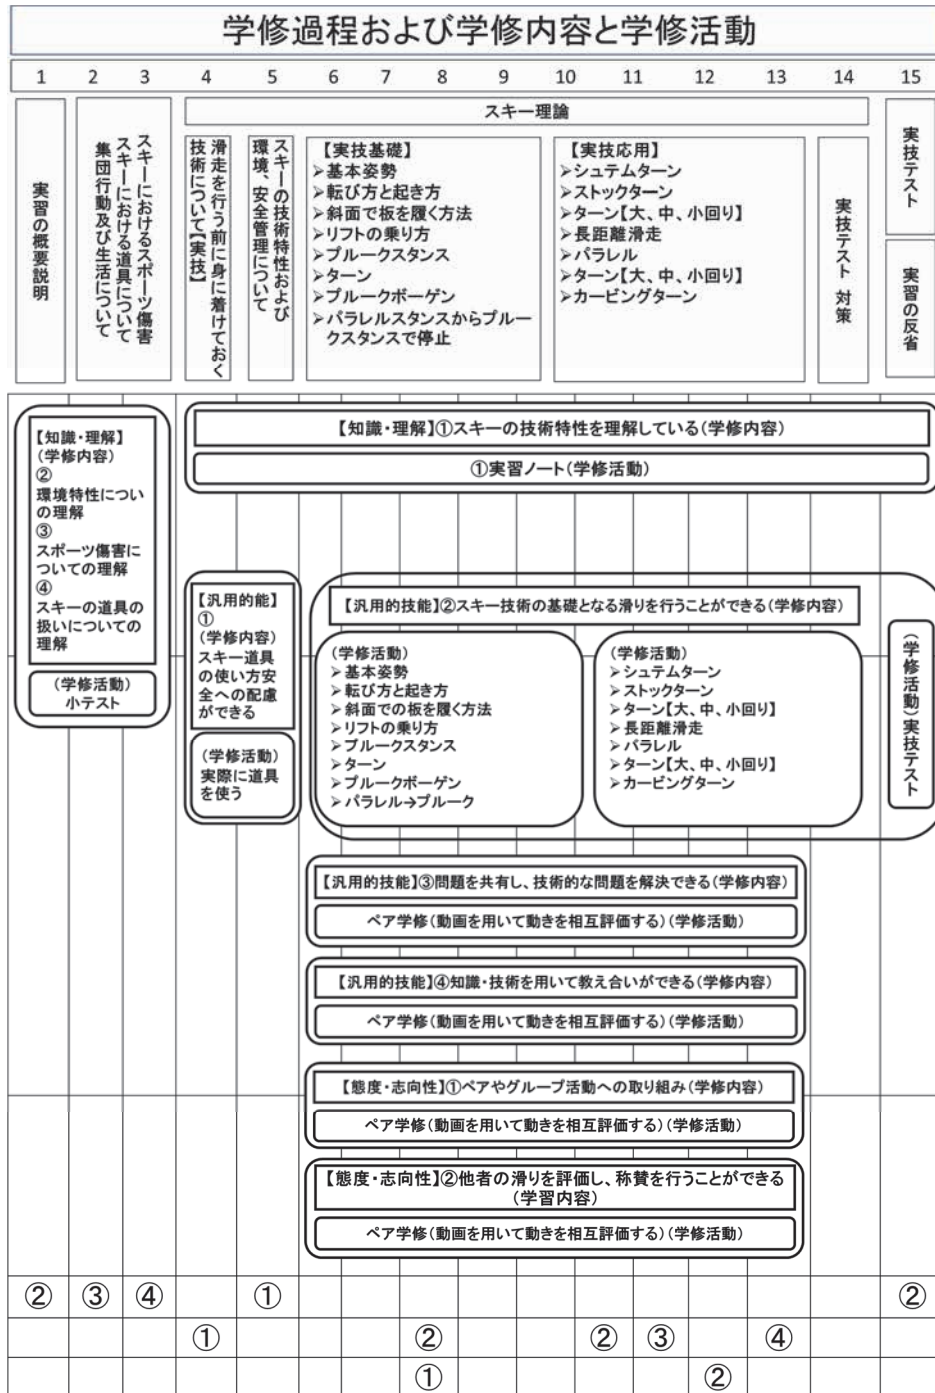 学修過程および学修内容と学修活動
1 2 3 4 5 6 7 8 9 10 11 12 13 14 15
実習の概要説明
スキーにおけるスポーツ傷害
スキーにおける道具について
集団行動及び生活について
スキー理論
滑走を行う前に身に着けておく
技術について【実技】
スキーの技術特性および
環境、安全管理について
【実技基礎】
➢基本姿勢
➢転び方と起き方
➢斜面で板を履く方法
➢リフトの乗り方
➢プルークスタンス
➢ターン
➢プルークボーゲン
➢パラレルスタンスからプルー
クスタンスで停止
【実技応用】
➢シュテムターン
➢ストックターン
➢ターン【大、中、小回り】
➢長距離滑走
➢パラレル
➢ターン【大、中、小回り】
➢カービングターン
実技テスト 対策
実技テスト
実習の反省
【知識・理解】
(学修内容)
②
環境特性につい
の理解
③
スポーツ傷害に
ついての理解
④
スキーの道具の
扱いについての
理解
(学修活動)
小テスト
【知識・理解】①スキーの技術特性を理解している(学修内容)
①実習ノート(学修活動)
【汎用的能】
①
(学修内容)
スキー道具
の使い方安
全への配慮
ができる
(学修活動)
実際に道具
を使う
【汎用的技能】②スキー技術の基礎となる滑りを行うことができる(学修内容)
(学修活動)
➢基本姿勢
➢転び方と起き方
➢斜面での板を履く方法
➢リフトの乗り方
➢プルークスタンス
➢ターン
➢プルークボーゲン
➢パラレル→プルーク
(学修活動)
➢シュテムターン
➢ストックターン
➢ターン【大、中、小回り】
➢長距離滑走
➢パラレル
➢ターン【大、中、小回り】
➢カービングターン
(学修活動)実技テスト
【汎用的技能】③問題を共有し、技術的な問題を解決できる(学修内容)
ペア学修(動画を用いて動きを相互評価する)(学修活動)
【汎用的技能】④知識・技術を用いて教え合いができる(学修内容)
ペア学修(動画を用いて動きを相互評価する)(学修活動)
【態度・志向性】①ペアやグループ活動への取り組み(学修内容)
ペア学修(動画を用いて動きを相互評価する)(学修活動)
【態度・志向性】②他者の滑りを評価し、称賛を行うことができる
(学習内容)
ペア学修(動画を用いて動きを相互評価する)(学修活動)
② ③ ④ ① ②
① ② ② ③ ④
① ②